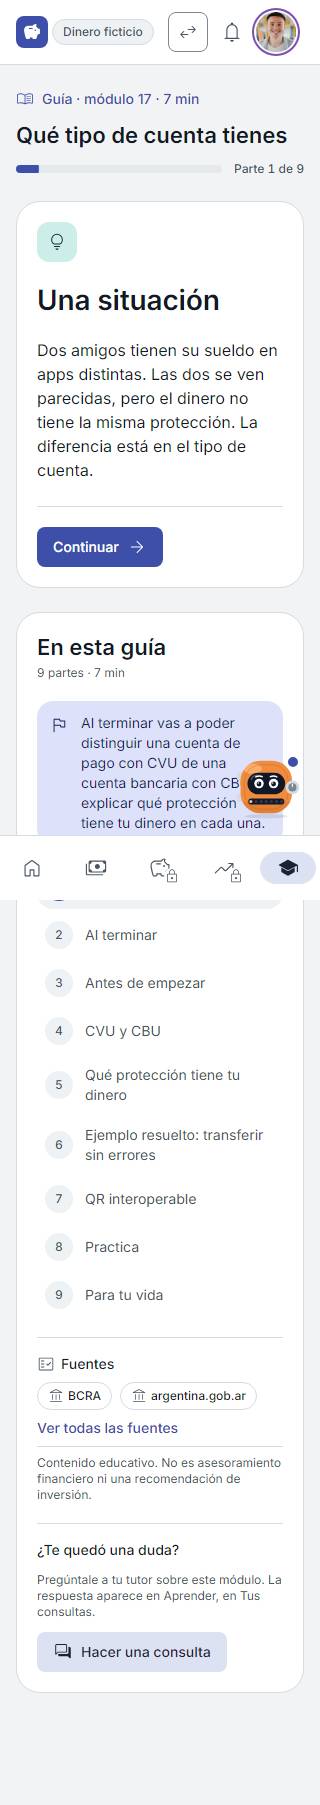 Dinero ficticio
Guía · módulo 17 · 7 min
Qué tipo de cuenta tienes
Parte 1 de 9
Una situación
Dos amigos tienen su sueldo en
apps distintas. Las dos se ven
parecidas, pero el dinero no
tiene la misma protección. La
diferencia está en el tipo de
cuenta.
Continuar
En esta guía
9 partes · 7 min
Al terminar vas a poder
distinguir una cuenta de
pago con CVU de una
cuenta bancaria con CB
explicar qué protección
tiene tu dinero en cada una.
2 Al terminar
3 Antes de empezar
4 CVU y CBU
5 Qué protección tiene tu
dinero
6 Ejemplo resuelto: transferir
sin errores
7 QR interoperable
8 Practica
9 Para tu vida
Fuentes
BCRA argentina.gob.ar
Ver todas las fuentes
Contenido educativo. No es asesoramiento
financiero ni una recomendación de
inversión.
¿Te quedó una duda?
Pregúntale a tu tutor sobre este módulo. La
respuesta aparece en Aprender, en Tus
consultas.
Hacer una consulta